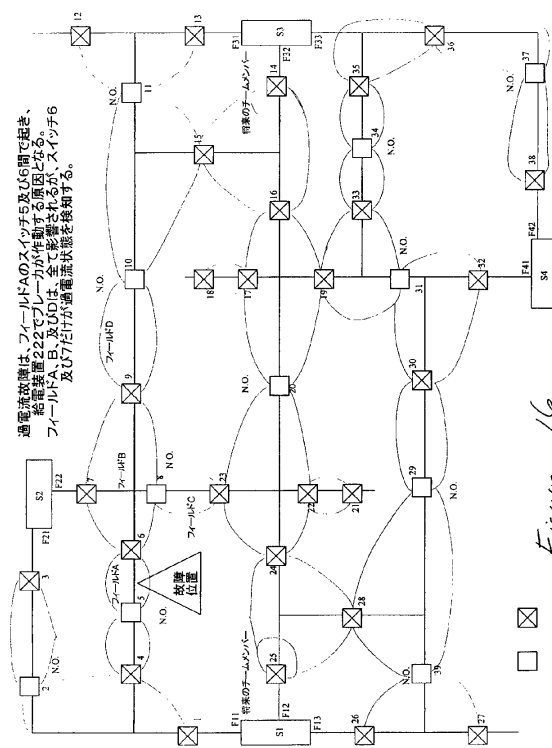 過電流故障は、フィールドAのスイッチ5及び6間で起き、
給電装置222でブレーカが作動する原因となる。
フィールドA、B、及びDは、全て影響されるが、スイッチ6
及び7だけが過電流状態を検知する。
S2
F21
F22
3
2
N.O.
7
フィールドB
フィールドD
9
N.O.
10
N.O.
11
12
13
F31
S3
F32
F33
将来のチームメンバー
14
15
フィールドA
6
8
N.O.
5
N.O.
4
故障
位置
フィールドC
23
1
F11
S1
F12
F13
将来のチームメンバー
25
24
22
21
N.O.
20
18
17
16
19
33
34
N.O.
35
36
N.O.
31
32
30
29
N.O.
28
N.O.
39
26
27
F41
S4
F42
38
37
N.O.
Figure 16